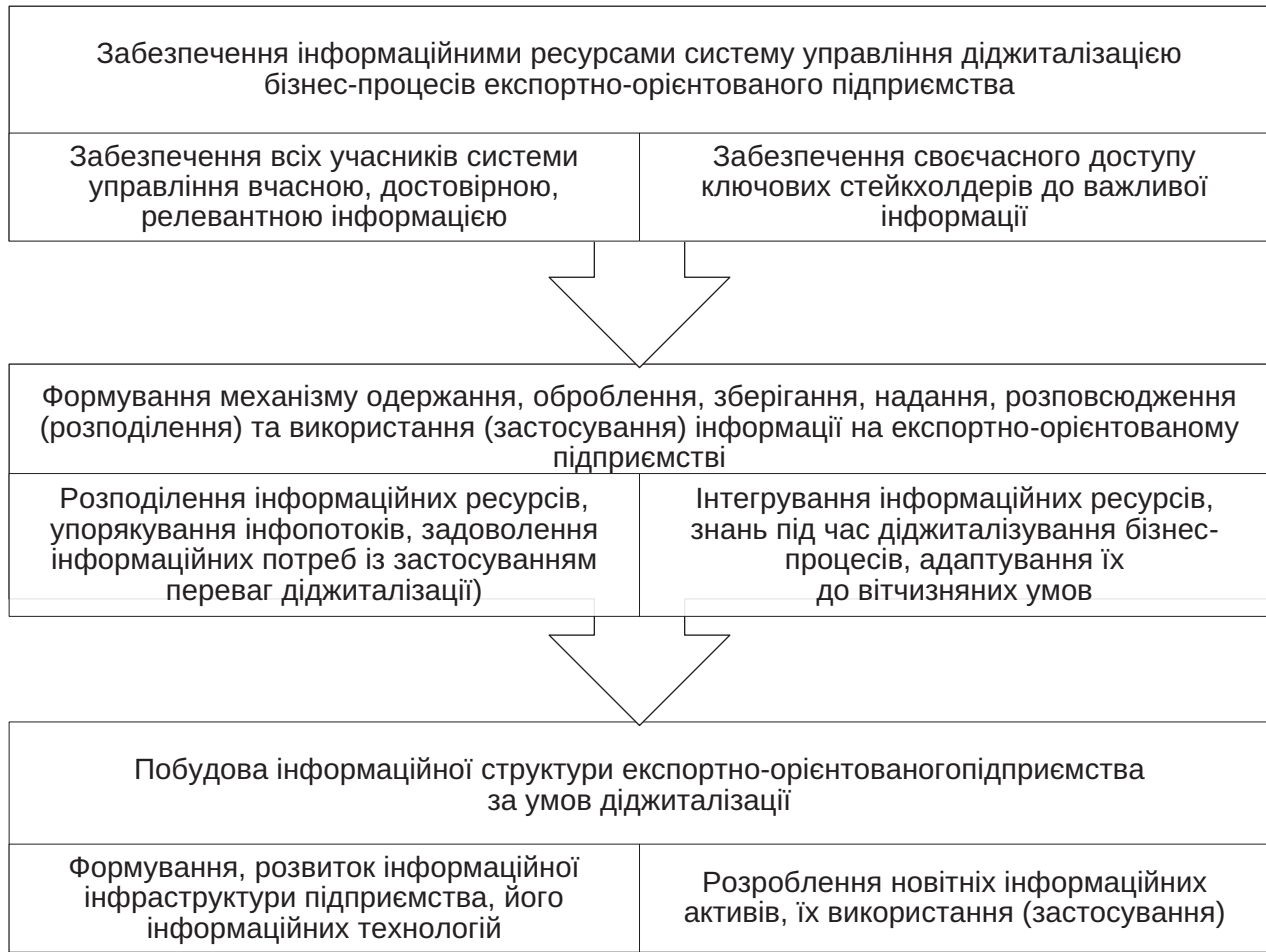 Забезпечення інформаційними ресурсами систему управління діджиталізацією
бізнес-процесів експортно-орієнтованого підприємства
Забезпечення всіх учасників системи
управління вчасною, достовірною,
релевантною інформацією
Забезпечення своєчасного доступу
ключових стейкхолдерів до важливої
інформації
Формування механізму одержання, оброблення, зберігання, надання, розповсюдження
(розподілення) та використання (застосування) інформації на експортно-орієнтованому
підприємстві
Розподілення інформаційних ресурсів,
упорякування інфопотоків, задоволення
інформаційних потреб із застосуванням
переваг діджиталізації)
Інтегрування інформаційних ресурсів,
знань під час діджиталізування бізнес-
процесів, адаптування їх
до вітчизняних умов
Побудова інформаційної структури експортно-орієнтованогопідприємства
за умов діджиталізації
Формування, розвиток інформаційної
інфраструктури підприємства, його
інформаційних технологій
Розроблення новітніх інформаційних
активів, їх використання (застосування)